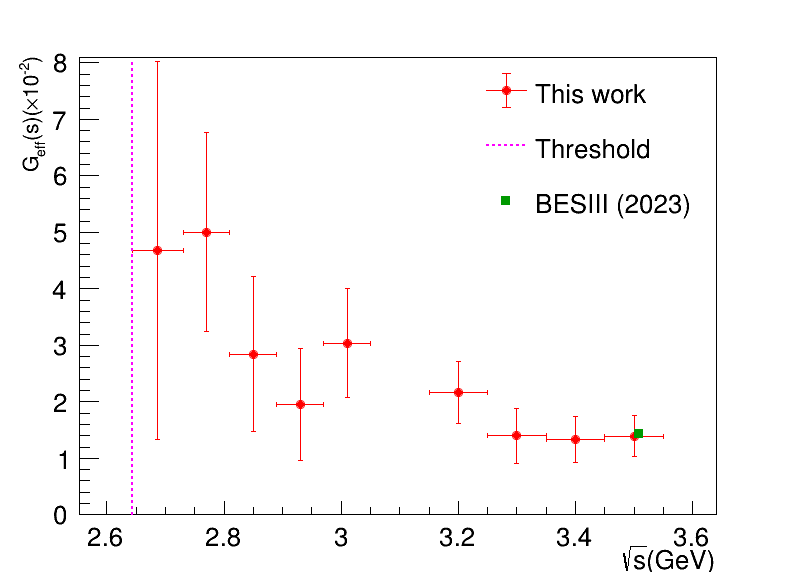 G_eff(s)(×10^-2)
8
7
6
5
4
3
2
1
0
This work
Threshold
BESIII (2023)
2.6 2.8 3 3.2 3.4 3.6
√s(GeV)